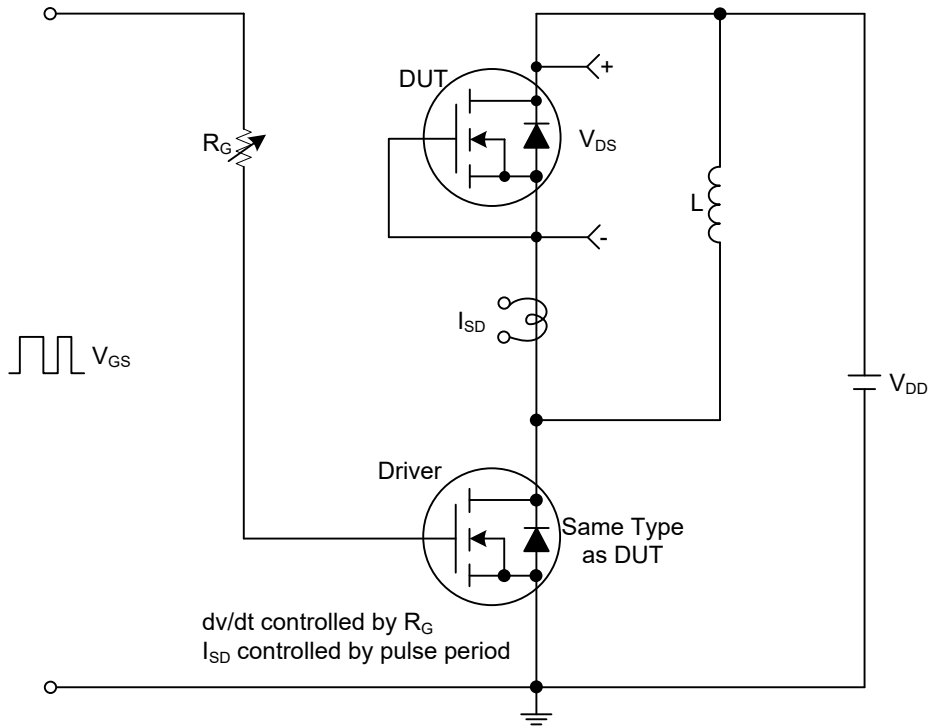 DUT
+
R_G
V_DS
L
-
I_SD
V_GS
V_DD
Driver
Same Type
as DUT
dv/dt controlled by R_G
I_SD controlled by pulse period